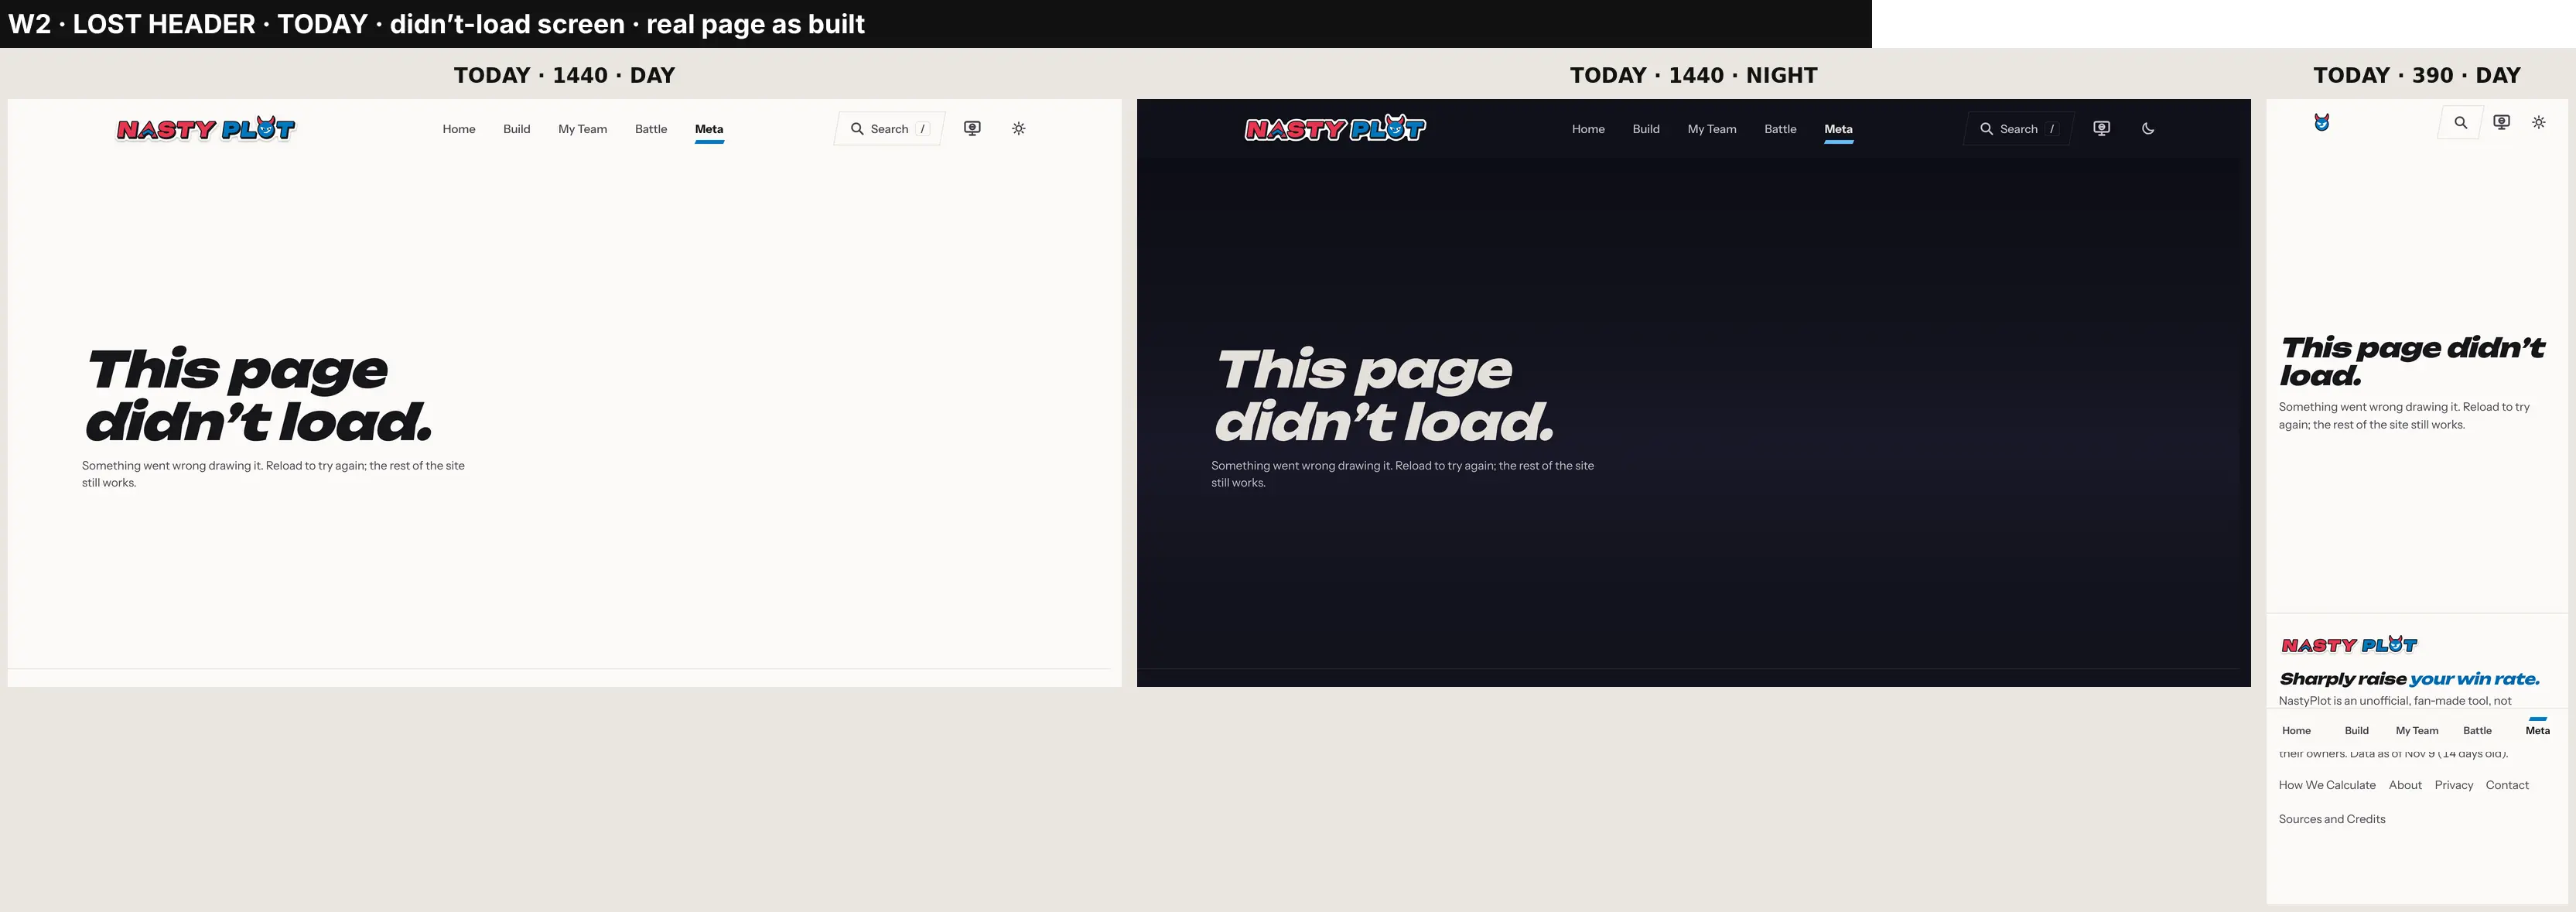 W2 · LOST HEADER · TODAY · didn’t-load screen · real page as built
TODAY · 1440 · DAY
NASTY PLOT
Home Build My Team Battle Meta
Search /
This page
didn’t load.
Something went wrong drawing it. Reload to try again; the rest of the site
still works.
TODAY · 1440 · NIGHT
NASTY PLOT
Home Build My Team Battle Meta
Search /
This page
didn’t load.
Something went wrong drawing it. Reload to try again; the rest of the site
still works.
TODAY · 390 · DAY
This page didn’t
load.
Something went wrong drawing it. Reload to try
again; the rest of the site still works.
NASTY PLOT
Sharply raise your win rate.
NastyPlot is an unofficial, fan-made tool, not
Home Build My Team Battle Meta
their owners. Data as of Nov 9 (14 days old).
How We Calculate About Privacy Contact
Sources and Credits